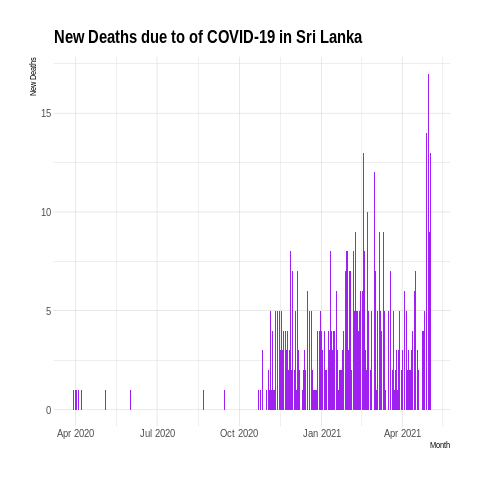 New Deaths due to of COVID-19 in Sri Lanka
New Deaths
15
10
5
0
Apr 2020 Jul 2020 Oct 2020 Jan 2021 Apr 2021
Month